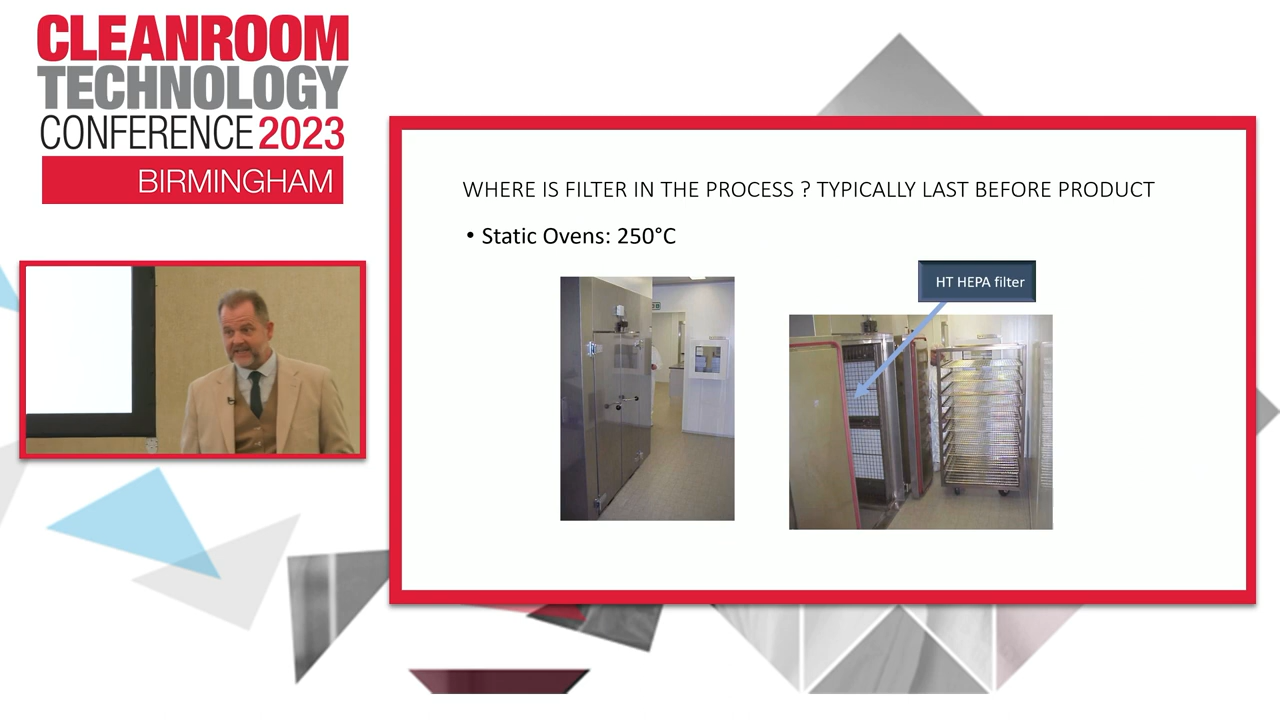 CLEANROOM
TECHNOLOGY
CONFERENCE 2023
BIRMINGHAM
WHERE IS FILTER IN THE PROCESS ? TYPICALLY LAST BEFORE PRODUCT
• Static Ovens: 250°C
HT HEPA filter